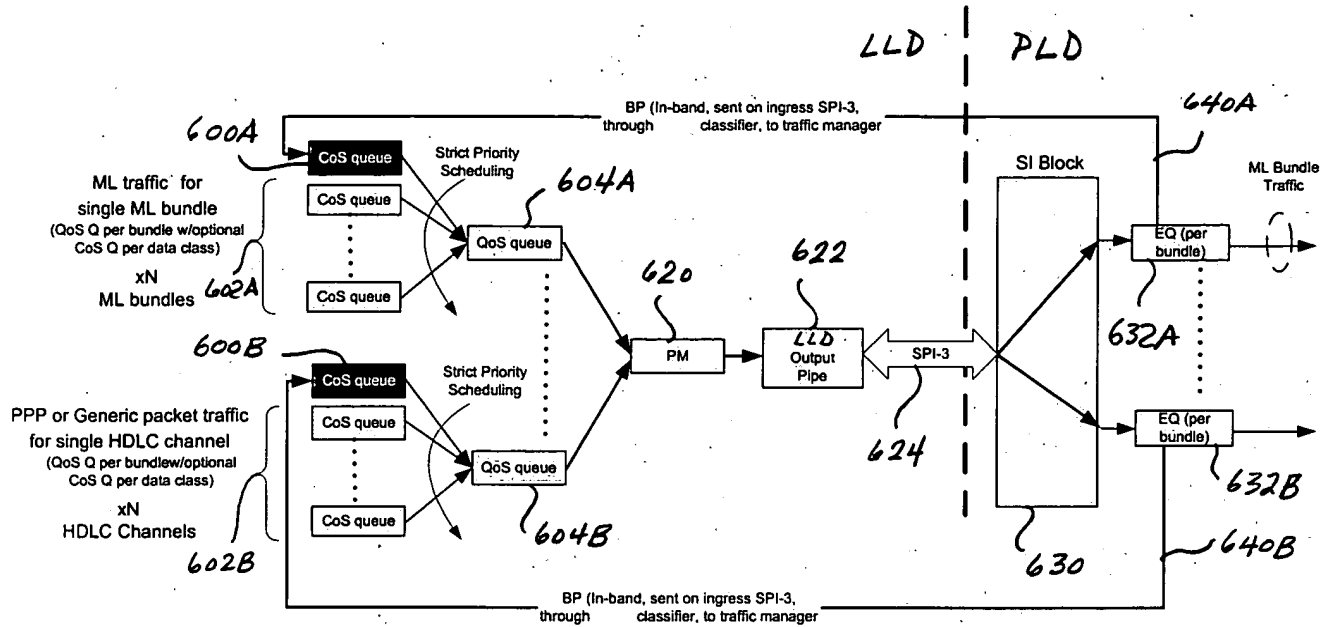 LLD
PLD
BP (In-band, sent on ingress SPI-3,
through classifier, to traffic manager
640A
600A
CoS queue
Strict Priority
Scheduling
604A
SI Block
ML Bundle
Traffic
ML traffic for
single ML bundle
(QoS Q per bundle w/optional
CoS Q per data class)
xN
ML bundles
602A
CoS queue
CoS queue
QoS queue
EQ (per
bundle)
632A
620
PM
622
LLD
Output
Pipe
SPI-3
624
600B
CoS queue
Strict Priority
Scheduling
PPP or Generic packet traffic
for single HDLC channel
(QoS Q per bundlew/optional
CoS Q per data class)
xN
HDLC Channels
602B
CoS queue
CoS queue
QoS queue
604B
EQ (per
bundle)
632B
630
640B
BP (In-band, sent on ingress SPI-3,
through classifier, to traffic manager